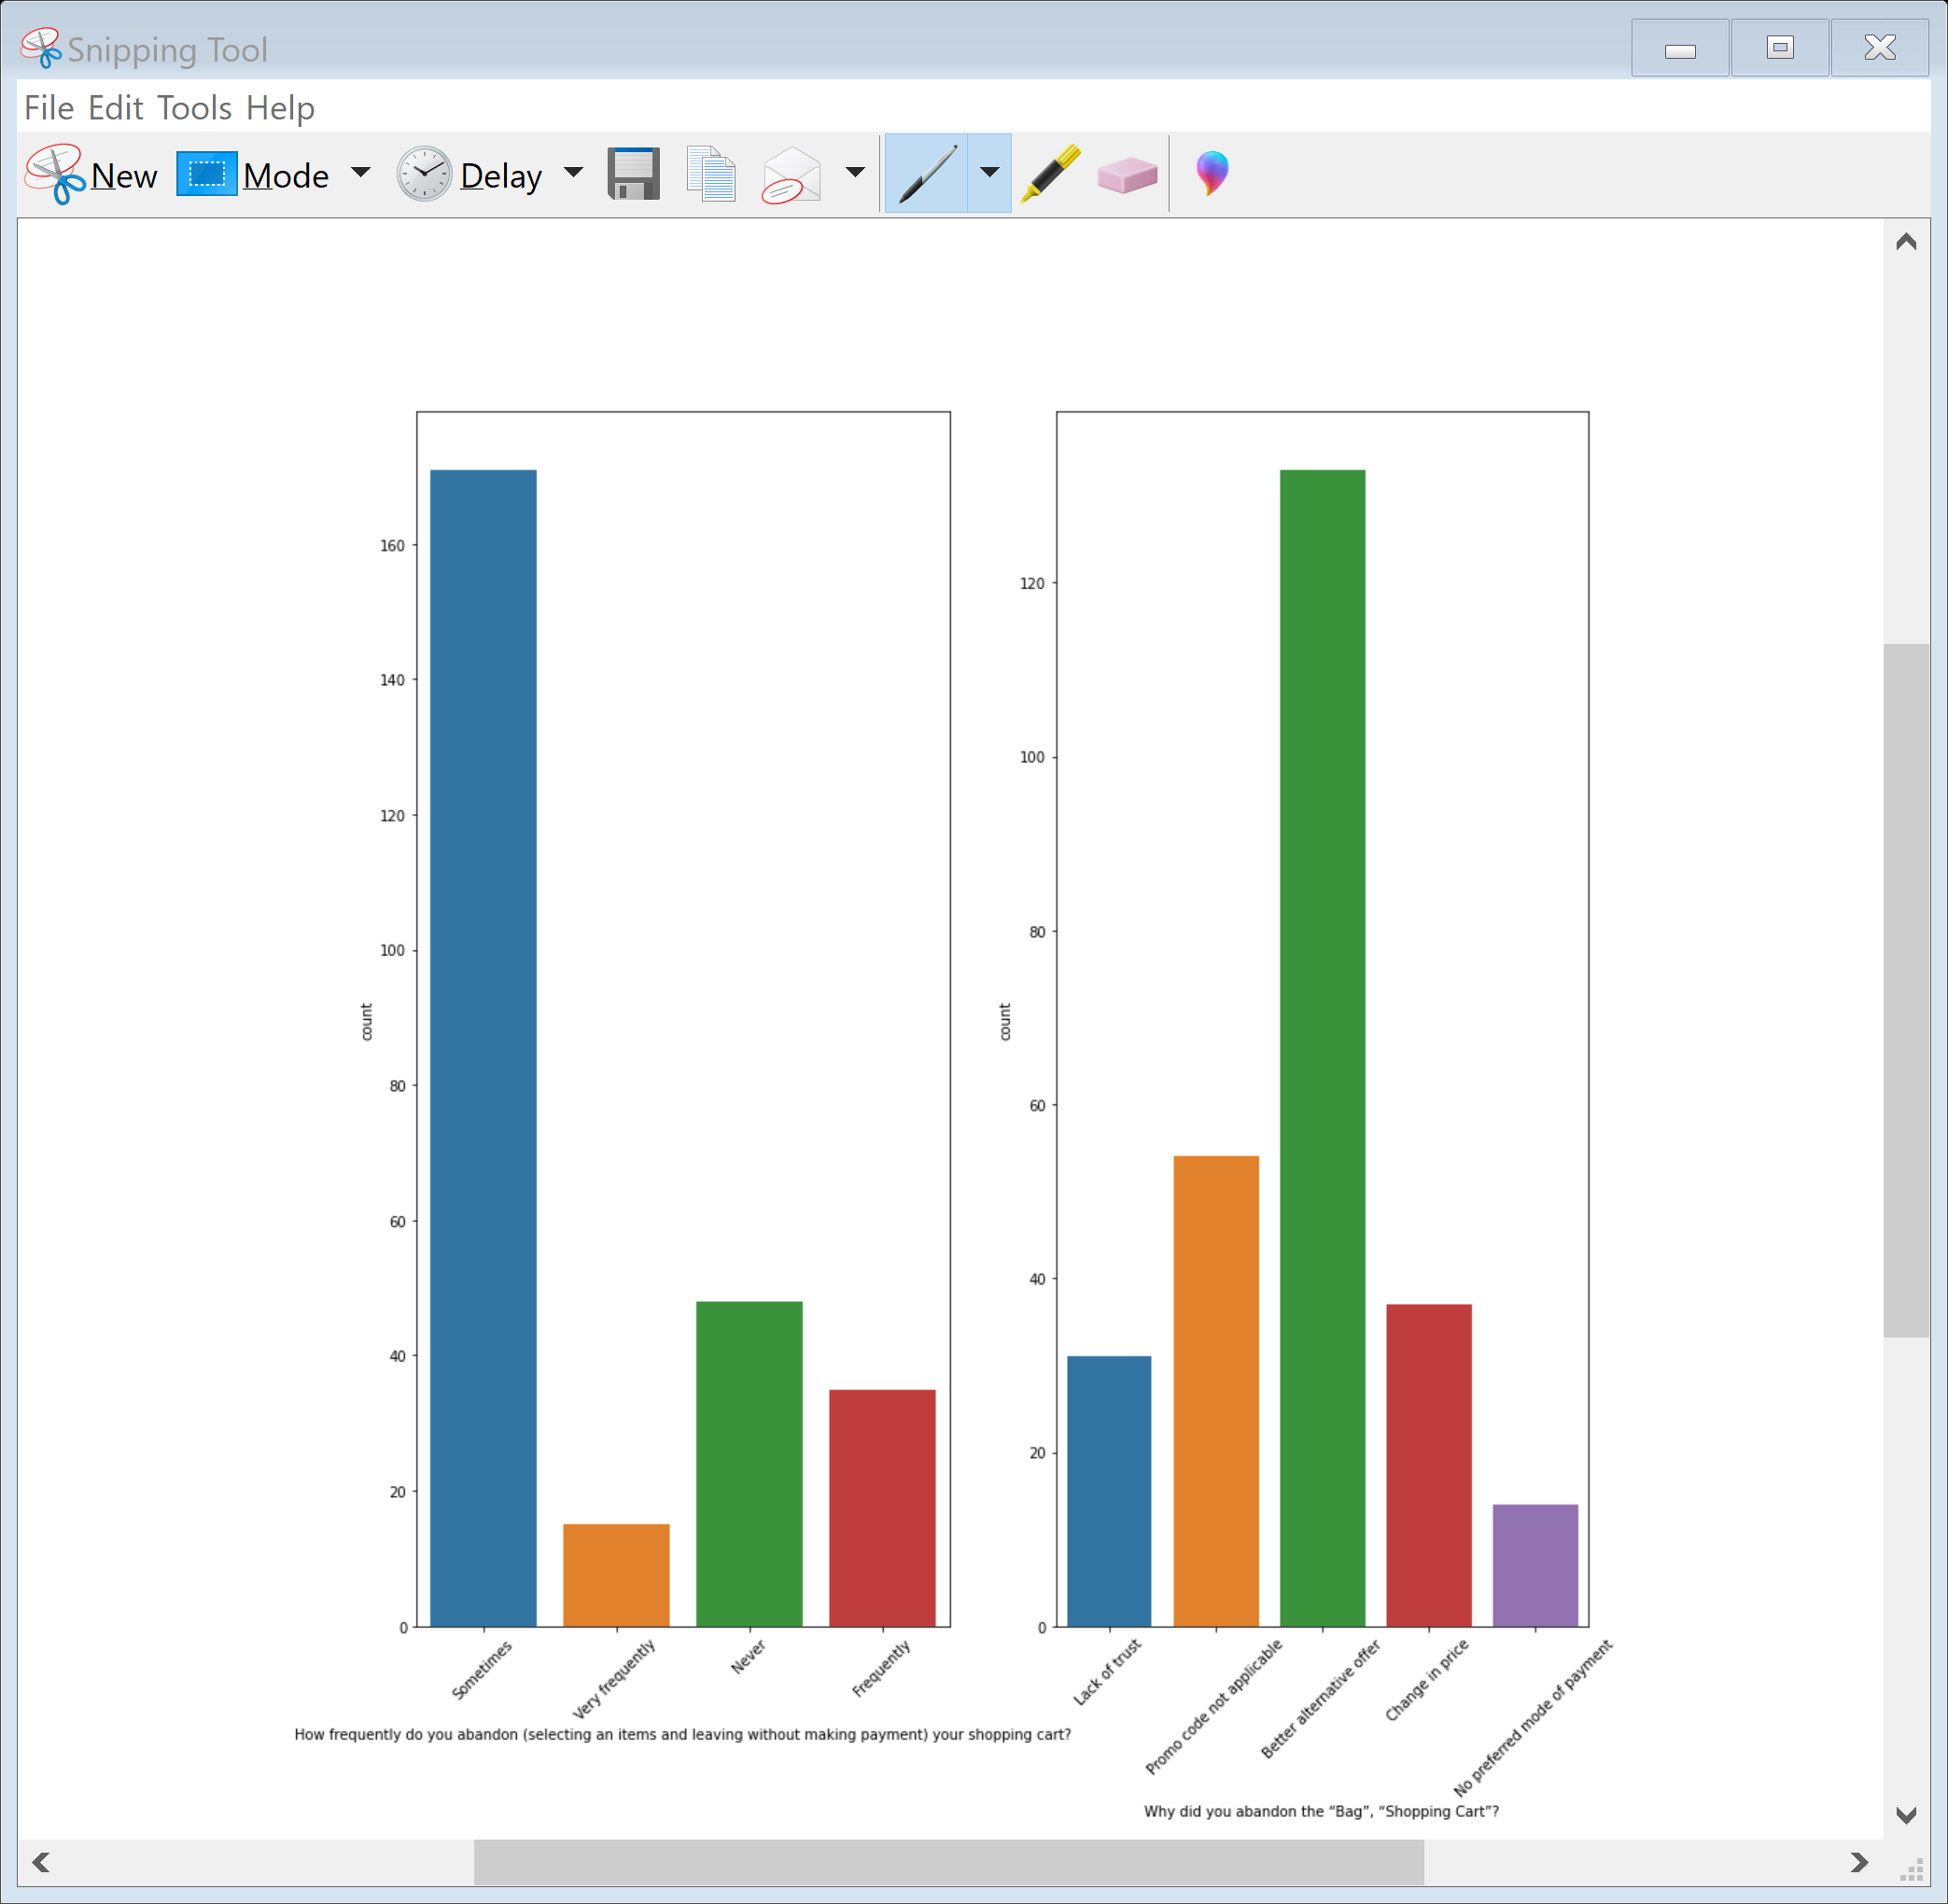 Snipping Tool
File Edit Tools Help
New Mode Delay
160
140
120
100
80
60
40
20
0
count
Sometimes
Very frequently
Never
Frequently
How frequently do you abandon (selecting an items and leaving without making payment) your shopping cart?
120
100
80
60
40
20
0
count
Lack of trust
Promo code not applicable
Better alternative offer
Change in price
No preferred mode of payment
Why did you abandon the “Bag”, “Shopping Cart”?